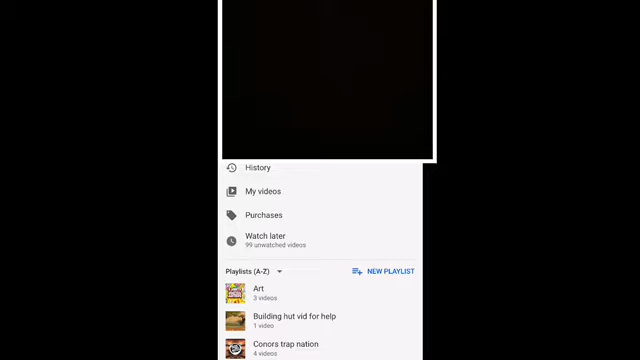 History
My videos
Purchases
Watch later
99 unwatched videos
Playlists (A-Z)
NEW PLAYLIST
Art
3 videos
Building hut vid for help
1 video
Conors trap nation
4 videos